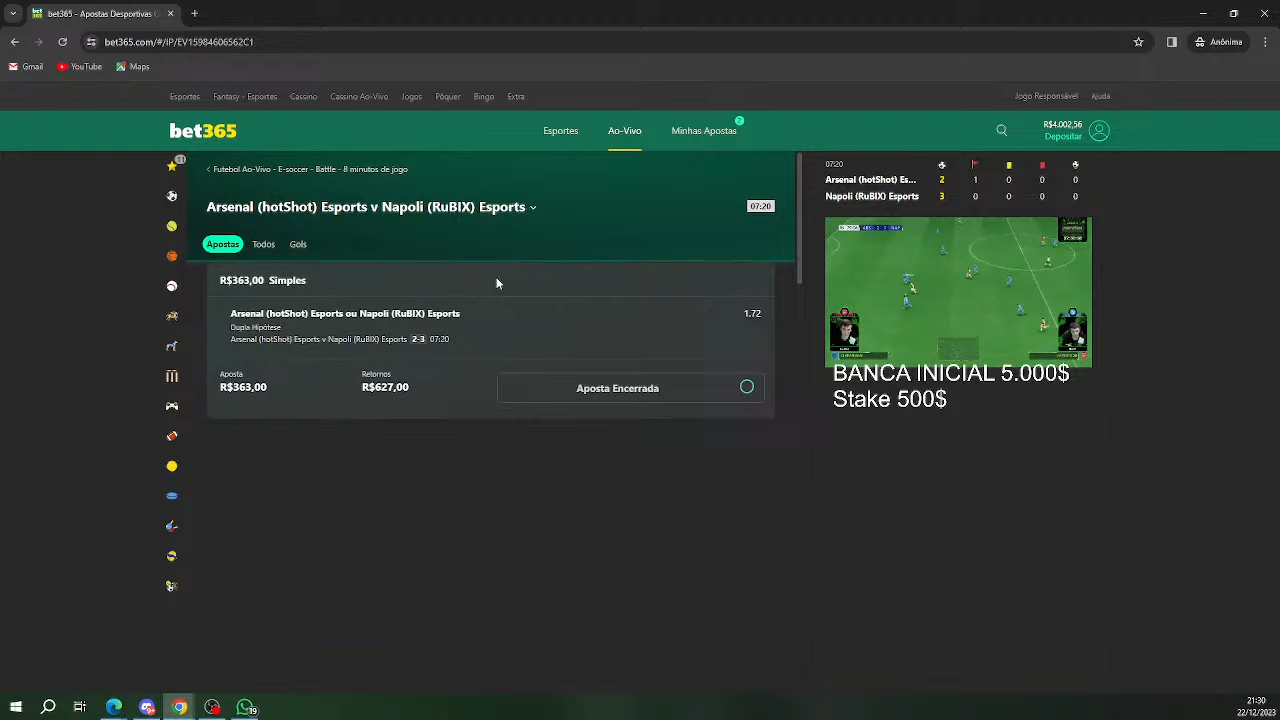 bet365 - Apostas Desportivas
bet365.com/#/IP/EV15984606562C1
Anônima
Gmail
YouTube
Maps
Esportes
Fantasy - Esportes
Cassino
Cassino Ao-Vivo
Jogos
Pôquer
Bingo
Extra
Jogo Responsável
Ajuda
bet365
Esportes
Ao-Vivo
Minhas Apostas
2
R$4.002,56
Depositar
11
Futebol Ao-Vivo - E-soccer - Battle - 8 minutos de jogo
Arsenal (hotShot) Esports v Napoli (RuBIX) Esports
07:20
Apostas
Todos
Gols
R$363,00 Simples
Arsenal (hotShot) Esports ou Napoli (RuBIX) Esports
1.72
Dupla Hipótese
Arsenal (hotShot) Esports v Napoli (RuBIX) Esports 2-3 07:20
Aposta
Retornos
R$363,00
R$627,00
Aposta Encerrada
07:20
Arsenal (hotShot) Es... 2 1 0 0 0
Napoli (RuBIX) Esports 3 0 0 0 0
BANCA INICIAL 5.000$
Stake 500$
19
21:30
22/12/2023